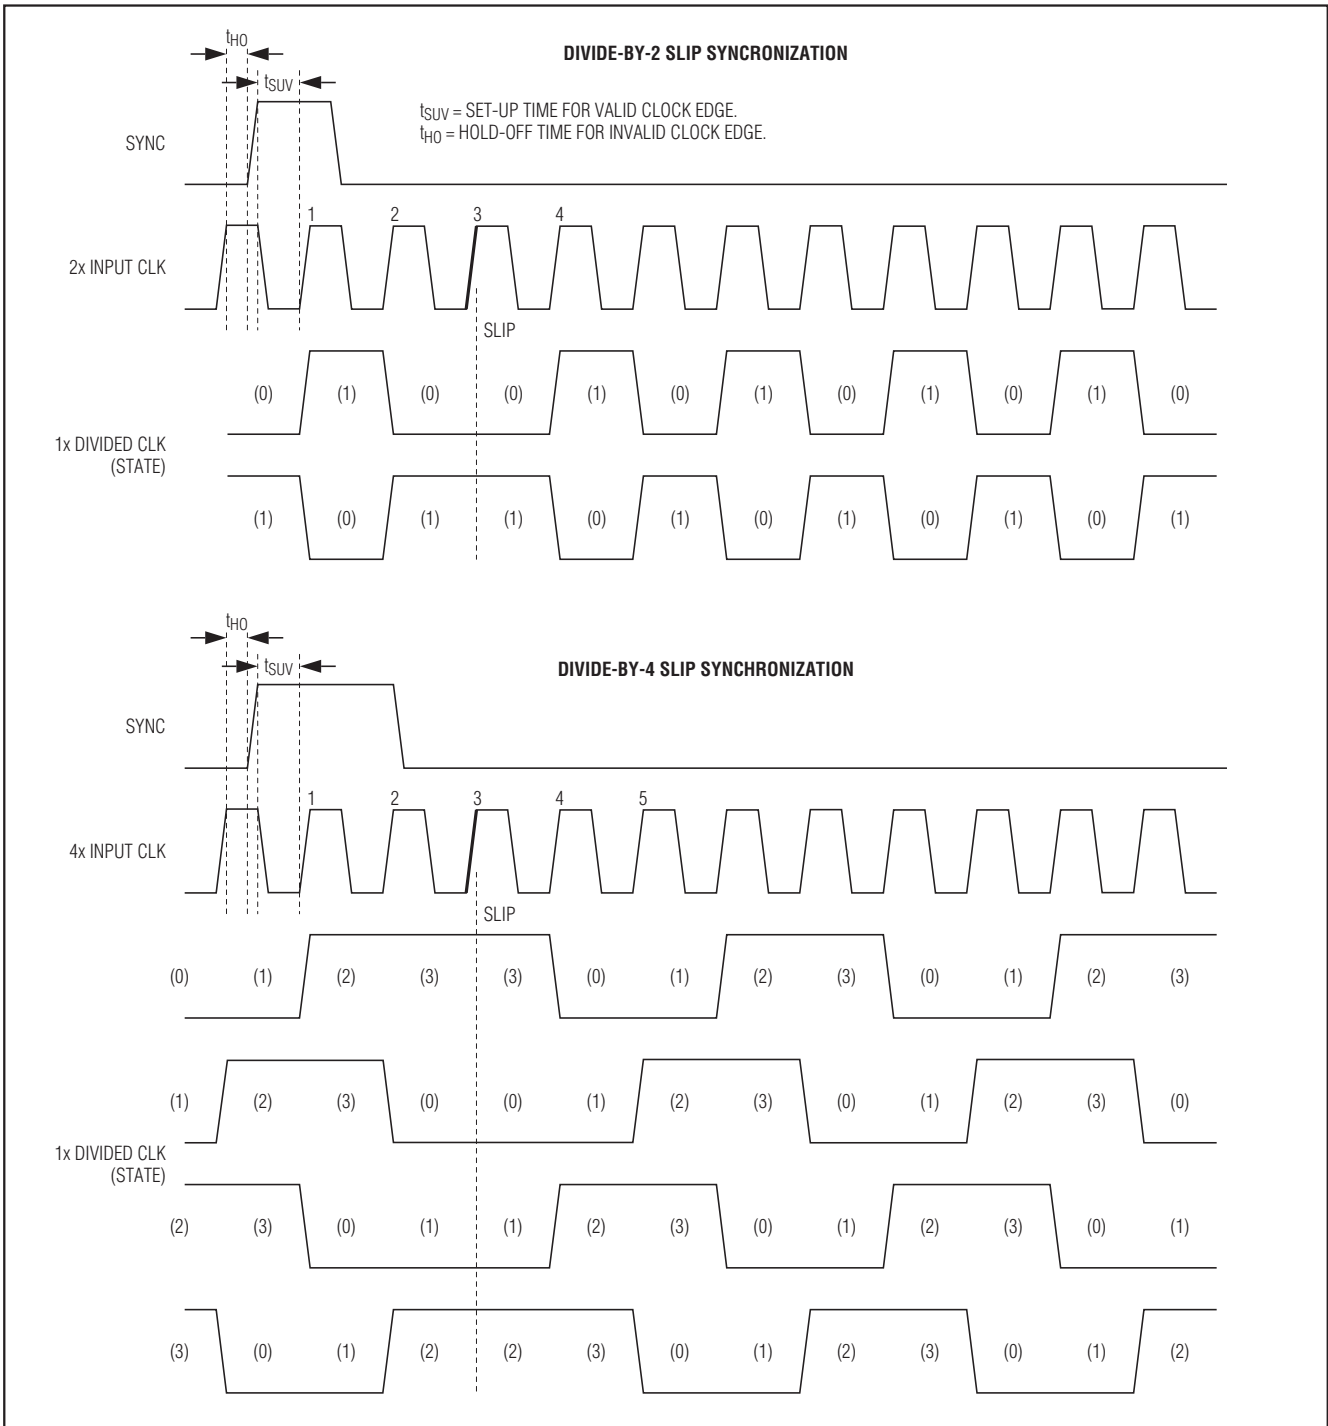 tHO
DIVIDE-BY-2 SLIP SYNCRONIZATION
tSUV
tSUV = SET-UP TIME FOR VALID CLOCK EDGE.
tHO = HOLD-OFF TIME FOR INVALID CLOCK EDGE.
SYNC
1 2 3 4
2x INPUT CLK
SLIP
(0) (1) (0) (0) (1) (0) (1) (0) (1) (0) (1) (0)
1x DIVIDED CLK
(STATE)
(1) (0) (1) (1) (0) (1) (0) (1) (0) (1) (0) (1)
tHO
tSUV
DIVIDE-BY-4 SLIP SYNCHRONIZATION
SYNC
1 2 3 4 5
4x INPUT CLK
SLIP
(0) (1) (2) (3) (3) (0) (1) (2) (3) (0) (1) (2) (3)
(1) (2) (3) (0) (0) (1) (2) (3) (0) (1) (2) (3) (0)
1x DIVIDED CLK
(STATE)
(2) (3) (0) (1) (1) (2) (3) (0) (1) (2) (3) (0) (1)
(3) (0) (1) (2) (2) (3) (0) (1) (2) (3) (0) (1) (2)